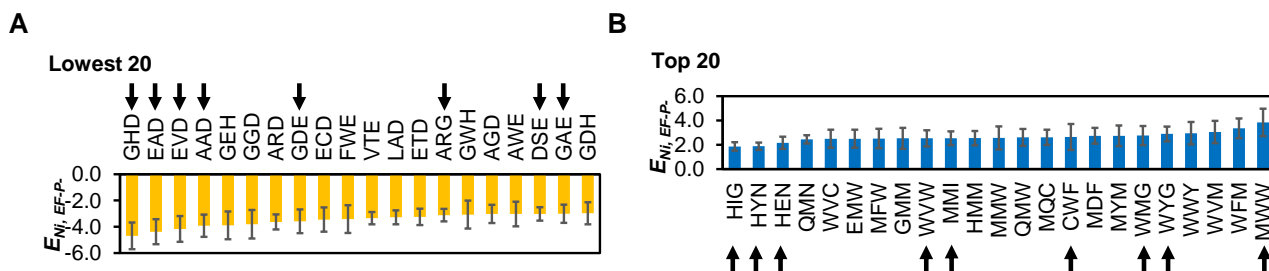 A
Lowest 20
GHD EAD EVD AAD GEH GGD ARD GDE ECD FWE VTE LAD ETD ARG GWH AGD AWE DSE GAE GDH
0.0
-2.0
-4.0
-6.0
E_Ni, EF-P-
B
Top 20
6.0
4.0
2.0
0.0
E_Ni, EF-P-
HIG HYN HEN QMN WVC EMW MFW GMM WVW MMI HMM MMW QMW MQC CWF MDF MYM WMG WYG WWY WVM WFM MWW